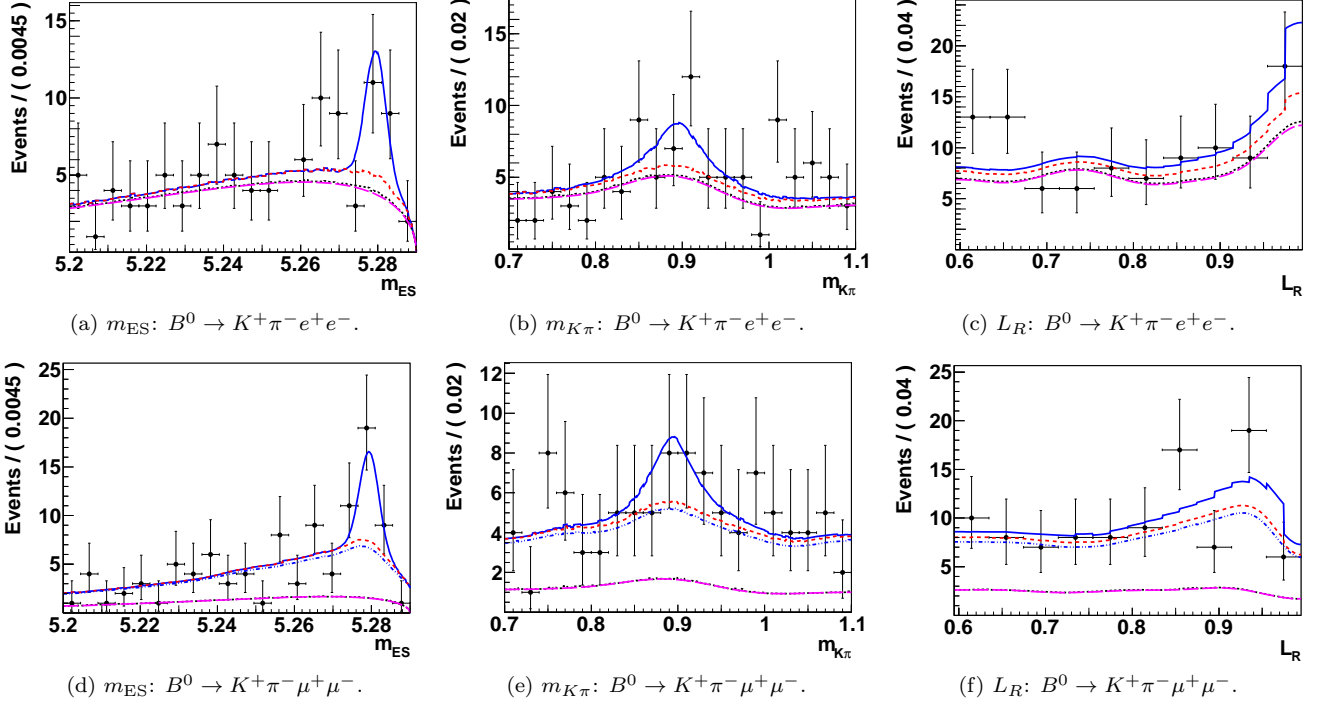 Events / ( 0.0045 )
15
10
5
5.2 5.22 5.24 5.26 5.28
m_ES
(a) m_ES: B^0 → K^+π^−e^+e^−.
Events / ( 0.02 )
15
10
5
0.7 0.8 0.9 1 1.1
m_Kπ
(b) m_Kπ: B^0 → K^+π^−e^+e^−.
Events / ( 0.04 )
20
15
10
5
0.6 0.7 0.8 0.9
L_R
(c) L_R: B^0 → K^+π^−e^+e^−.
Events / ( 0.0045 )
25
20
15
10
5
5.2 5.22 5.24 5.26 5.28
m_ES
(d) m_ES: B^0 → K^+π^−μ^+μ^−.
Events / ( 0.02 )
12
10
8
6
4
2
0.7 0.8 0.9 1 1.1
m_Kπ
(e) m_Kπ: B^0 → K^+π^−μ^+μ^−.
Events / ( 0.04 )
25
20
15
10
5
0.6 0.7 0.8 0.9
L_R
(f) L_R: B^0 → K^+π^−μ^+μ^−.